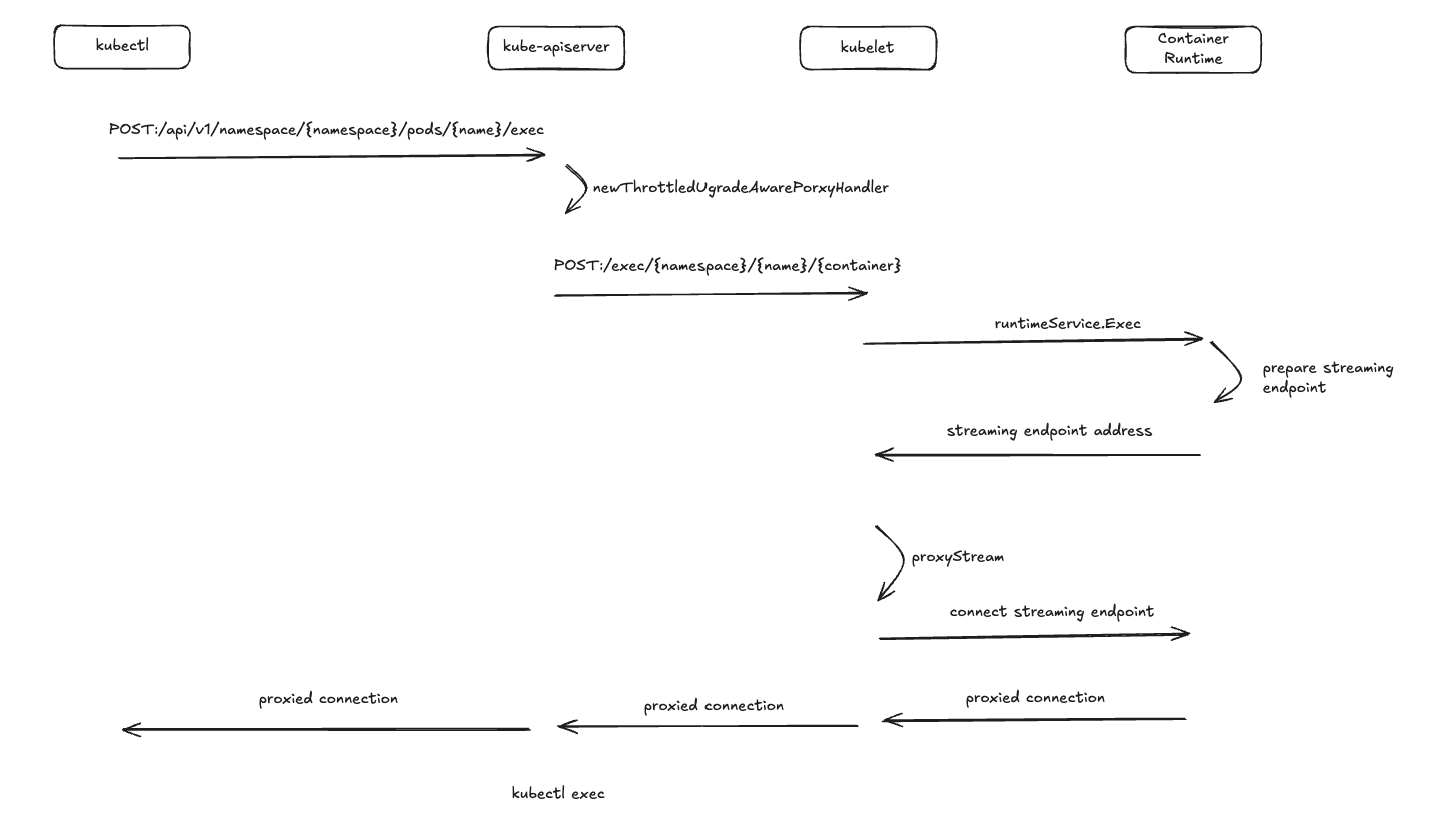 kubectl
kube-apiserver
kubelet
Container
Runtime
POST:/api/v1/namespace/{namespace}/pods/{name}/exec
newThrottledUgradeAwarePorxyHandler
POST:/exec/{namespace}/{name}/{container}
runtimeService.Exec
prepare streaming
endpoint
streaming endpoint address
proxyStream
connect streaming endpoint
proxied connection
proxied connection
proxied connection
kubectl exec